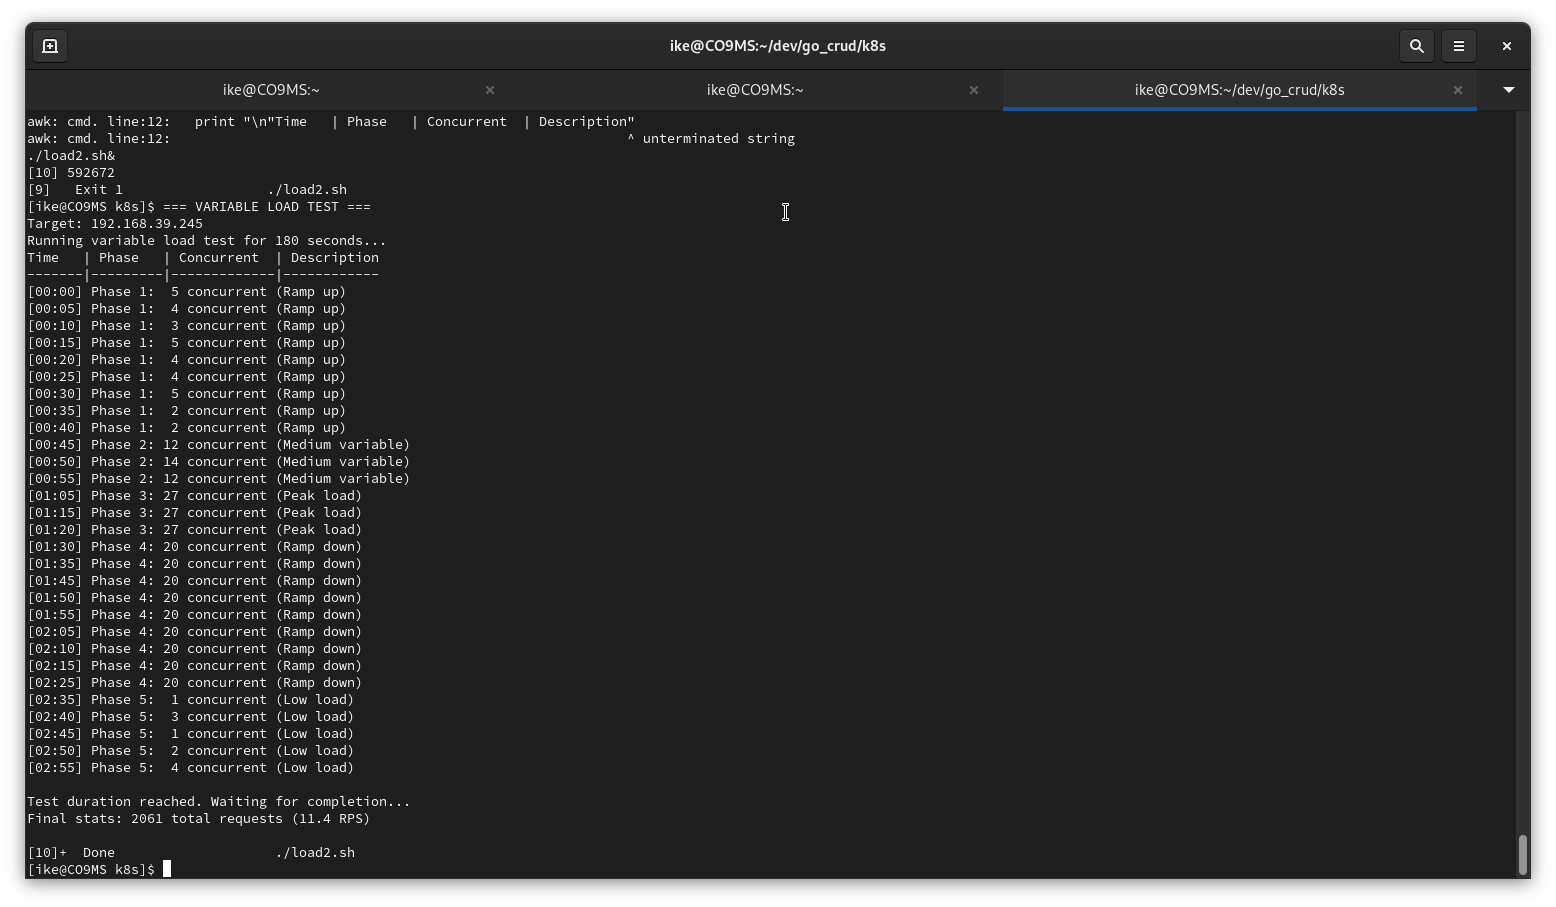 ike@CO9MS:~/dev/go_crud/k8s
ike@CO9MS:~ ike@CO9MS:~ ike@CO9MS:~/dev/go_crud/k8s
awk: cmd. line:12:   print "\n"Time   | Phase   | Concurrent  | Description"
awk: cmd. line:12:                                                         ^ unterminated string
./load2.sh&
[10] 592672
[9]   Exit 1                  ./load2.sh
[ike@CO9MS k8s]$ === VARIABLE LOAD TEST ===
Target: 192.168.39.245
Running variable load test for 180 seconds...
Time   | Phase   | Concurrent  | Description
-------|---------|-------------|------------
[00:00] Phase 1:  5 concurrent (Ramp up)
[00:05] Phase 1:  4 concurrent (Ramp up)
[00:10] Phase 1:  3 concurrent (Ramp up)
[00:15] Phase 1:  5 concurrent (Ramp up)
[00:20] Phase 1:  4 concurrent (Ramp up)
[00:25] Phase 1:  4 concurrent (Ramp up)
[00:30] Phase 1:  5 concurrent (Ramp up)
[00:35] Phase 1:  2 concurrent (Ramp up)
[00:40] Phase 1:  2 concurrent (Ramp up)
[00:45] Phase 2: 12 concurrent (Medium variable)
[00:50] Phase 2: 14 concurrent (Medium variable)
[00:55] Phase 2: 12 concurrent (Medium variable)
[01:05] Phase 3: 27 concurrent (Peak load)
[01:15] Phase 3: 27 concurrent (Peak load)
[01:20] Phase 3: 27 concurrent (Peak load)
[01:30] Phase 4: 20 concurrent (Ramp down)
[01:35] Phase 4: 20 concurrent (Ramp down)
[01:45] Phase 4: 20 concurrent (Ramp down)
[01:50] Phase 4: 20 concurrent (Ramp down)
[01:55] Phase 4: 20 concurrent (Ramp down)
[02:05] Phase 4: 20 concurrent (Ramp down)
[02:10] Phase 4: 20 concurrent (Ramp down)
[02:15] Phase 4: 20 concurrent (Ramp down)
[02:25] Phase 4: 20 concurrent (Ramp down)
[02:35] Phase 5:  1 concurrent (Low load)
[02:40] Phase 5:  3 concurrent (Low load)
[02:45] Phase 5:  1 concurrent (Low load)
[02:50] Phase 5:  2 concurrent (Low load)
[02:55] Phase 5:  4 concurrent (Low load)
Test duration reached. Waiting for completion...
Final stats: 2061 total requests (11.4 RPS)
[10]+  Done                    ./load2.sh
[ike@CO9MS k8s]$